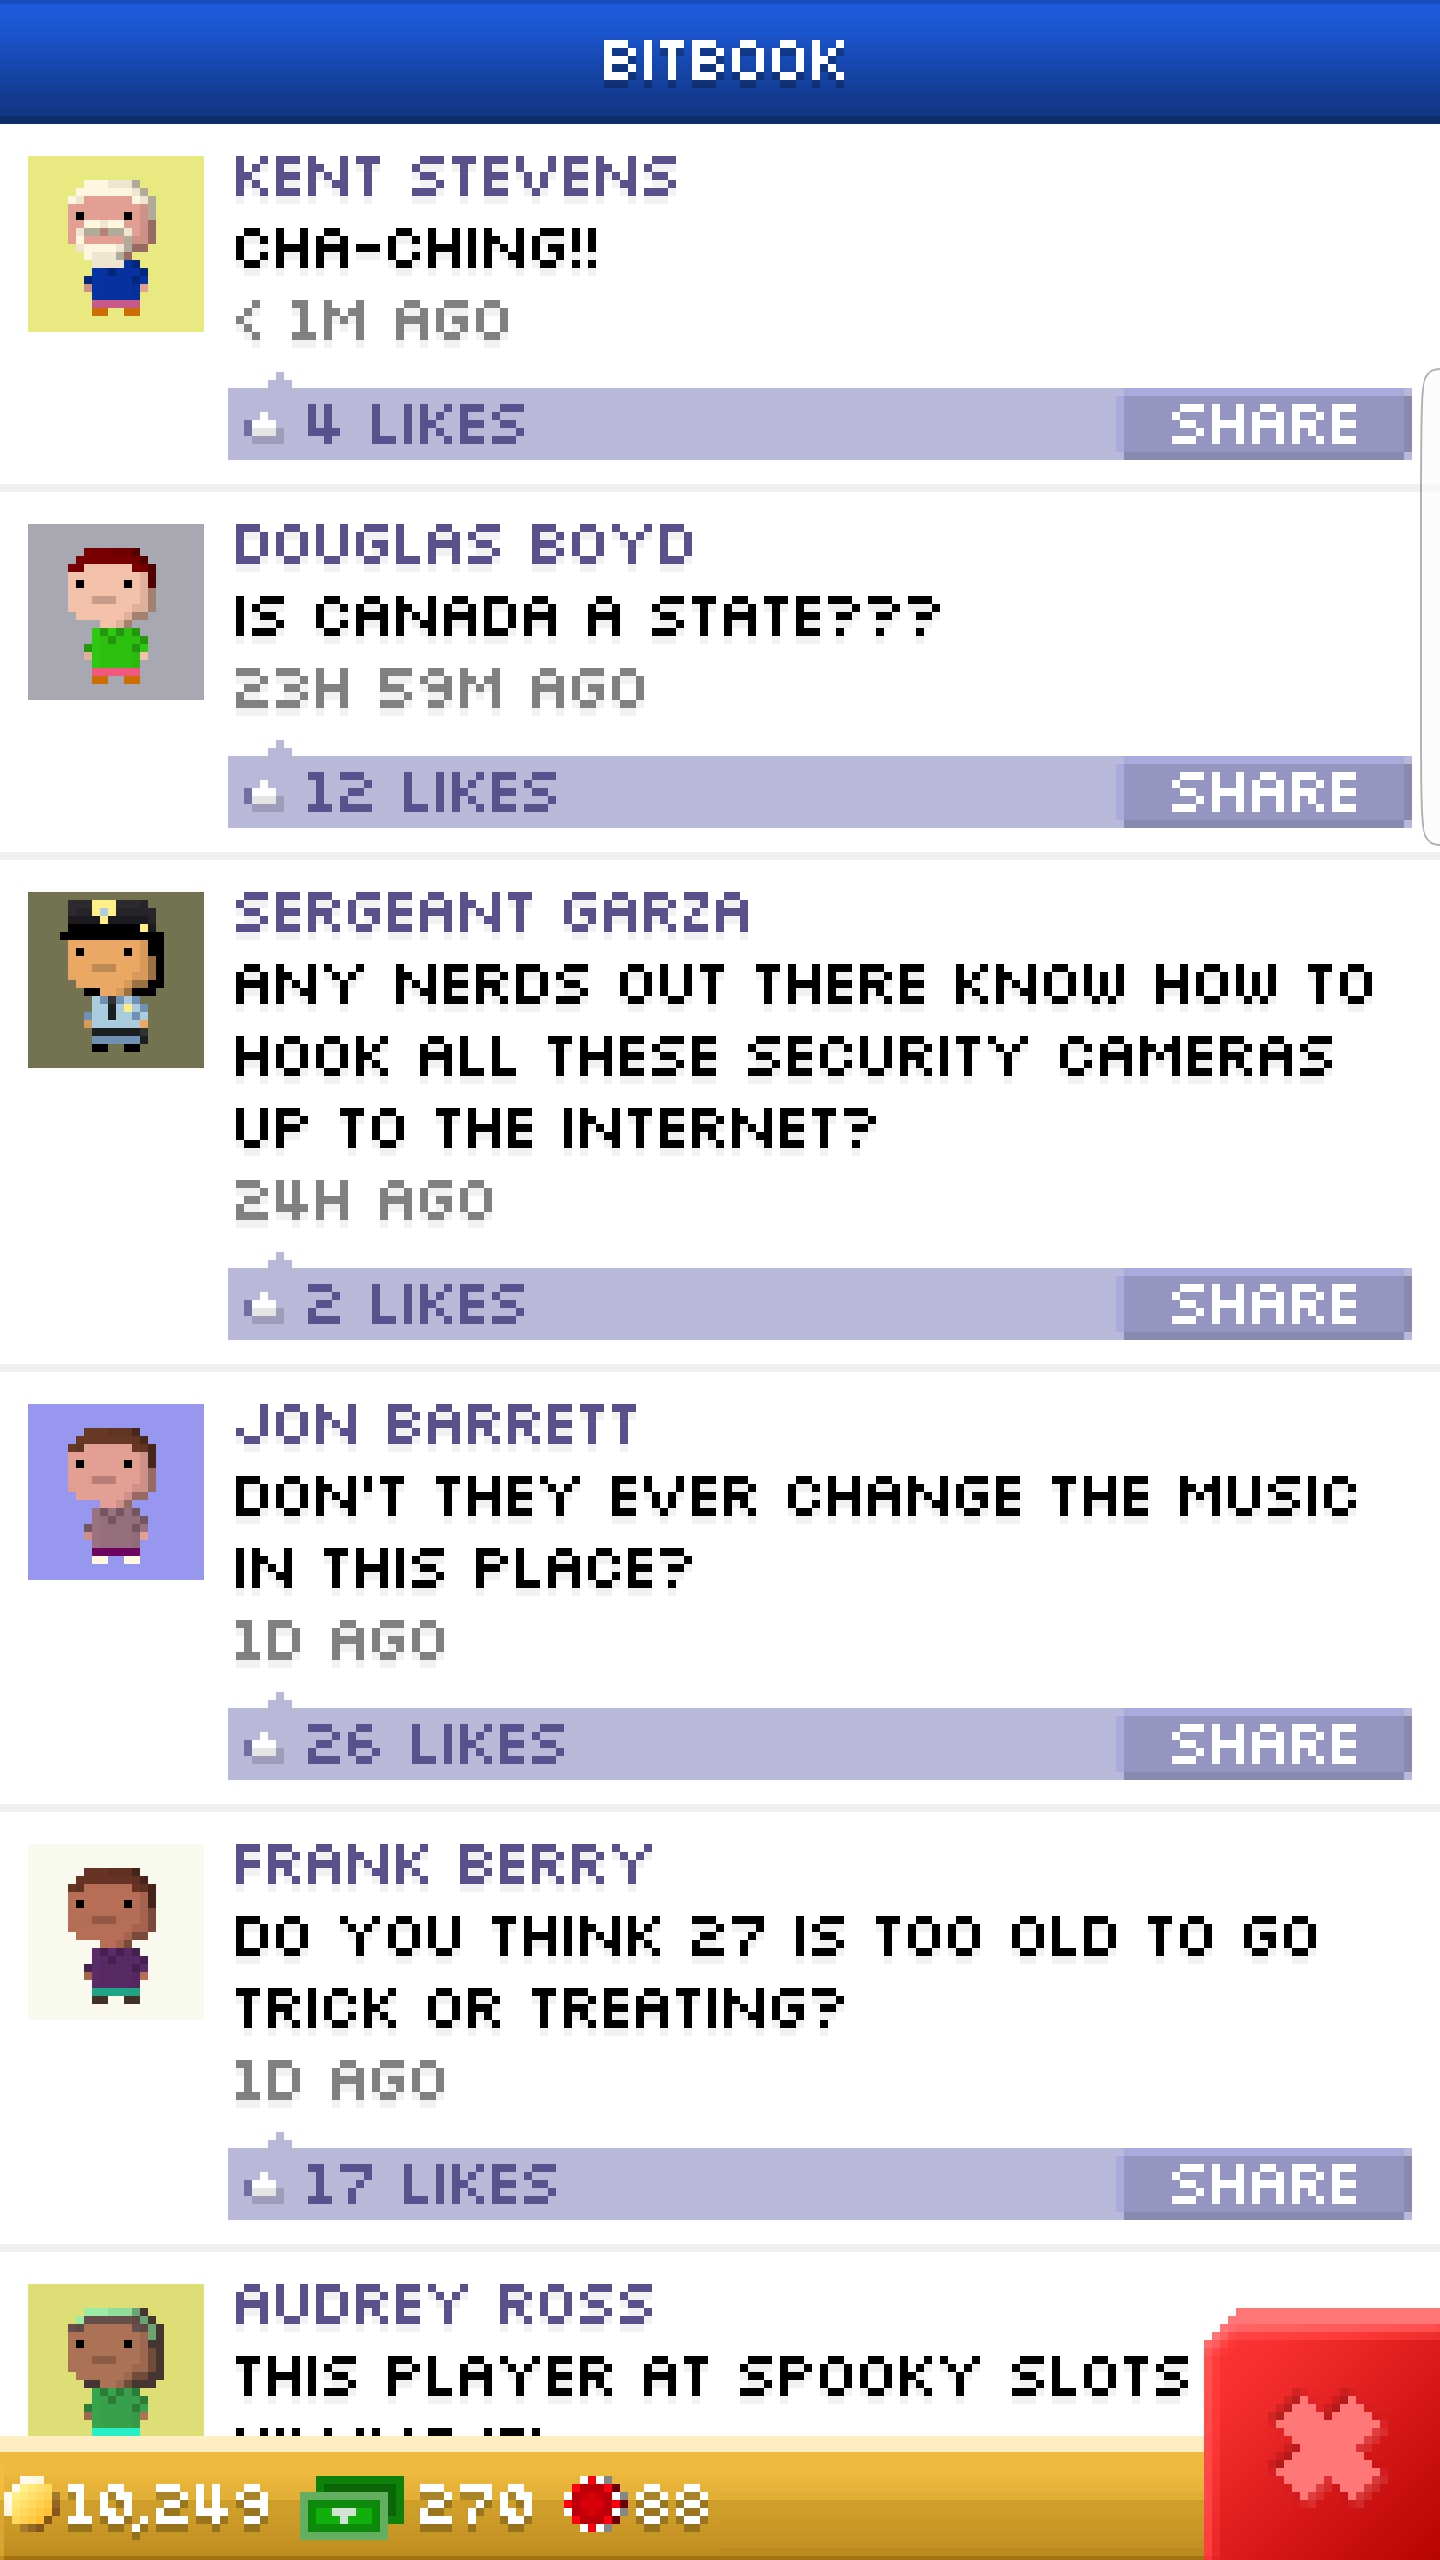 BITBOOK
KENT STEVENS
CHA-CHING!!
< 1M AGO
4 LIKES
SHARE
DOUGLAS BOYD
IS CANADA A STATE???
23H 59M AGO
12 LIKES
SHARE
SERGEANT GARZA
ANY NERDS OUT THERE KNOW HOW TO
HOOK ALL THESE SECURITY CAMERAS
UP TO THE INTERNET?
24H AGO
2 LIKES
SHARE
JON BARRETT
DON'T THEY EVER CHANGE THE MUSIC
IN THIS PLACE?
1D AGO
26 LIKES
SHARE
FRANK BERRY
DO YOU THINK 27 IS TOO OLD TO GO
TRICK OR TREATING?
1D AGO
17 LIKES
SHARE
AUDREY ROSS
THIS PLAYER AT SPOOKY SLOTS
10,249 270 88